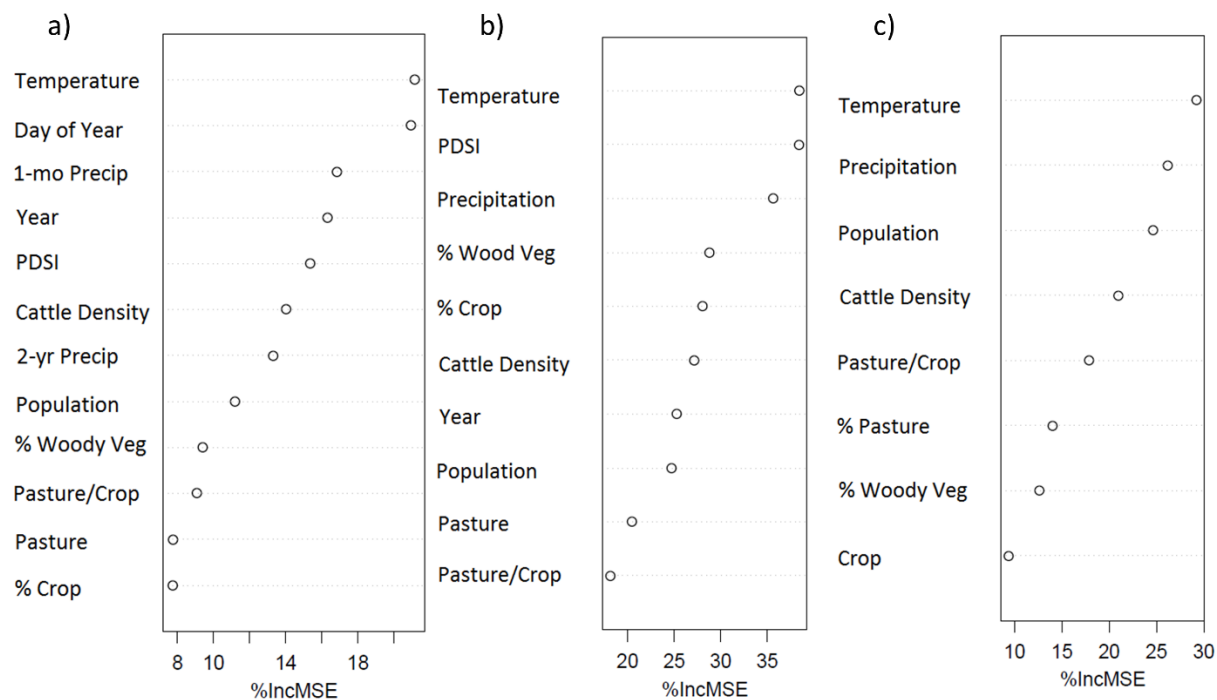 a)
Temperature
Day of Year
1-mo Precip
Year
PDSI
Cattle Density
2-yr Precip
Population
% Woody Veg
Pasture/Crop
Pasture
% Crop
8 10 14 18
%IncMSE
b)
Temperature
PDSI
Precipitation
% Wood Veg
% Crop
Cattle Density
Year
Population
Pasture
Pasture/Crop
20 25 30 35
%IncMSE
c)
Temperature
Precipitation
Population
Cattle Density
Pasture/Crop
% Pasture
% Woody Veg
Crop
10 15 20 25 30
%IncMSE